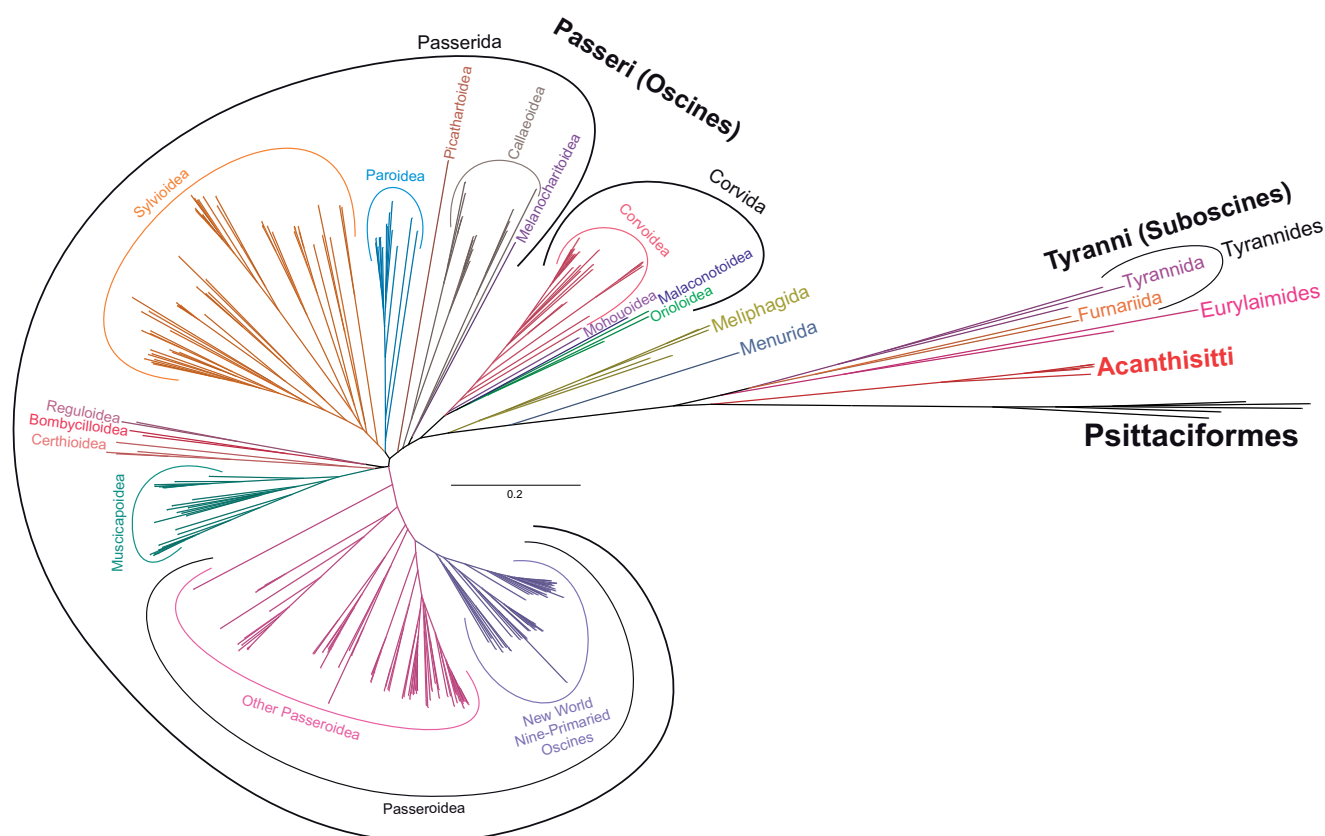 Passerida
Passeri (Oscines)
Picathartoidea
Callaeoidea
Melanocharitoidea
Paroidea
Sylvioidea
Corvida
Corvoidea
Malaconotoidea
Mohouoidea
Orioloidea
Meliphagida
Menurida
Tyranni (Suboscines)
Tyrannides
Tyrannida
Furnariida
Eurylaimides
Acanthisitti
Psittaciformes
Reguloidea
Bombycilloidea
Certhioidea
Muscicapoidea
0.2
Other Passeroidea
New World
Nine-Primaried
Oscines
Passeroidea